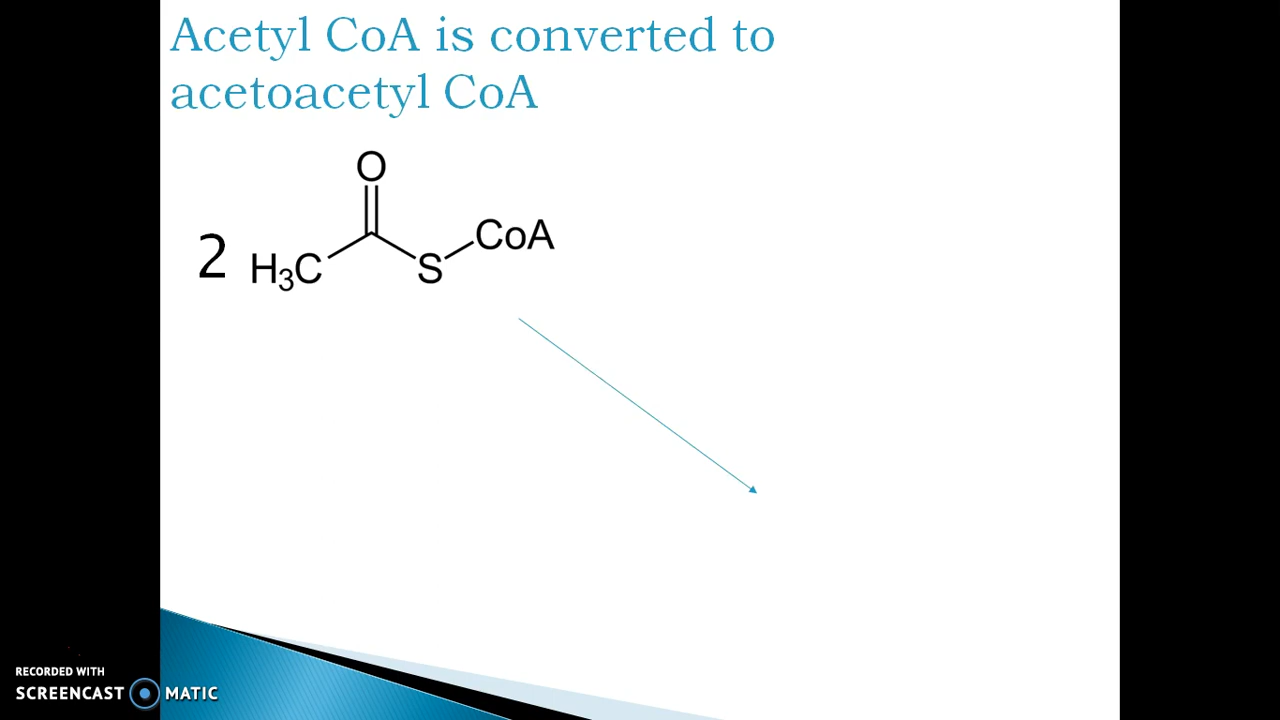 Acetyl CoA is converted to
acetoacetyl CoA
O
CoA
2 H₃C S
RECORDED WITH
SCREENCAST MATIC